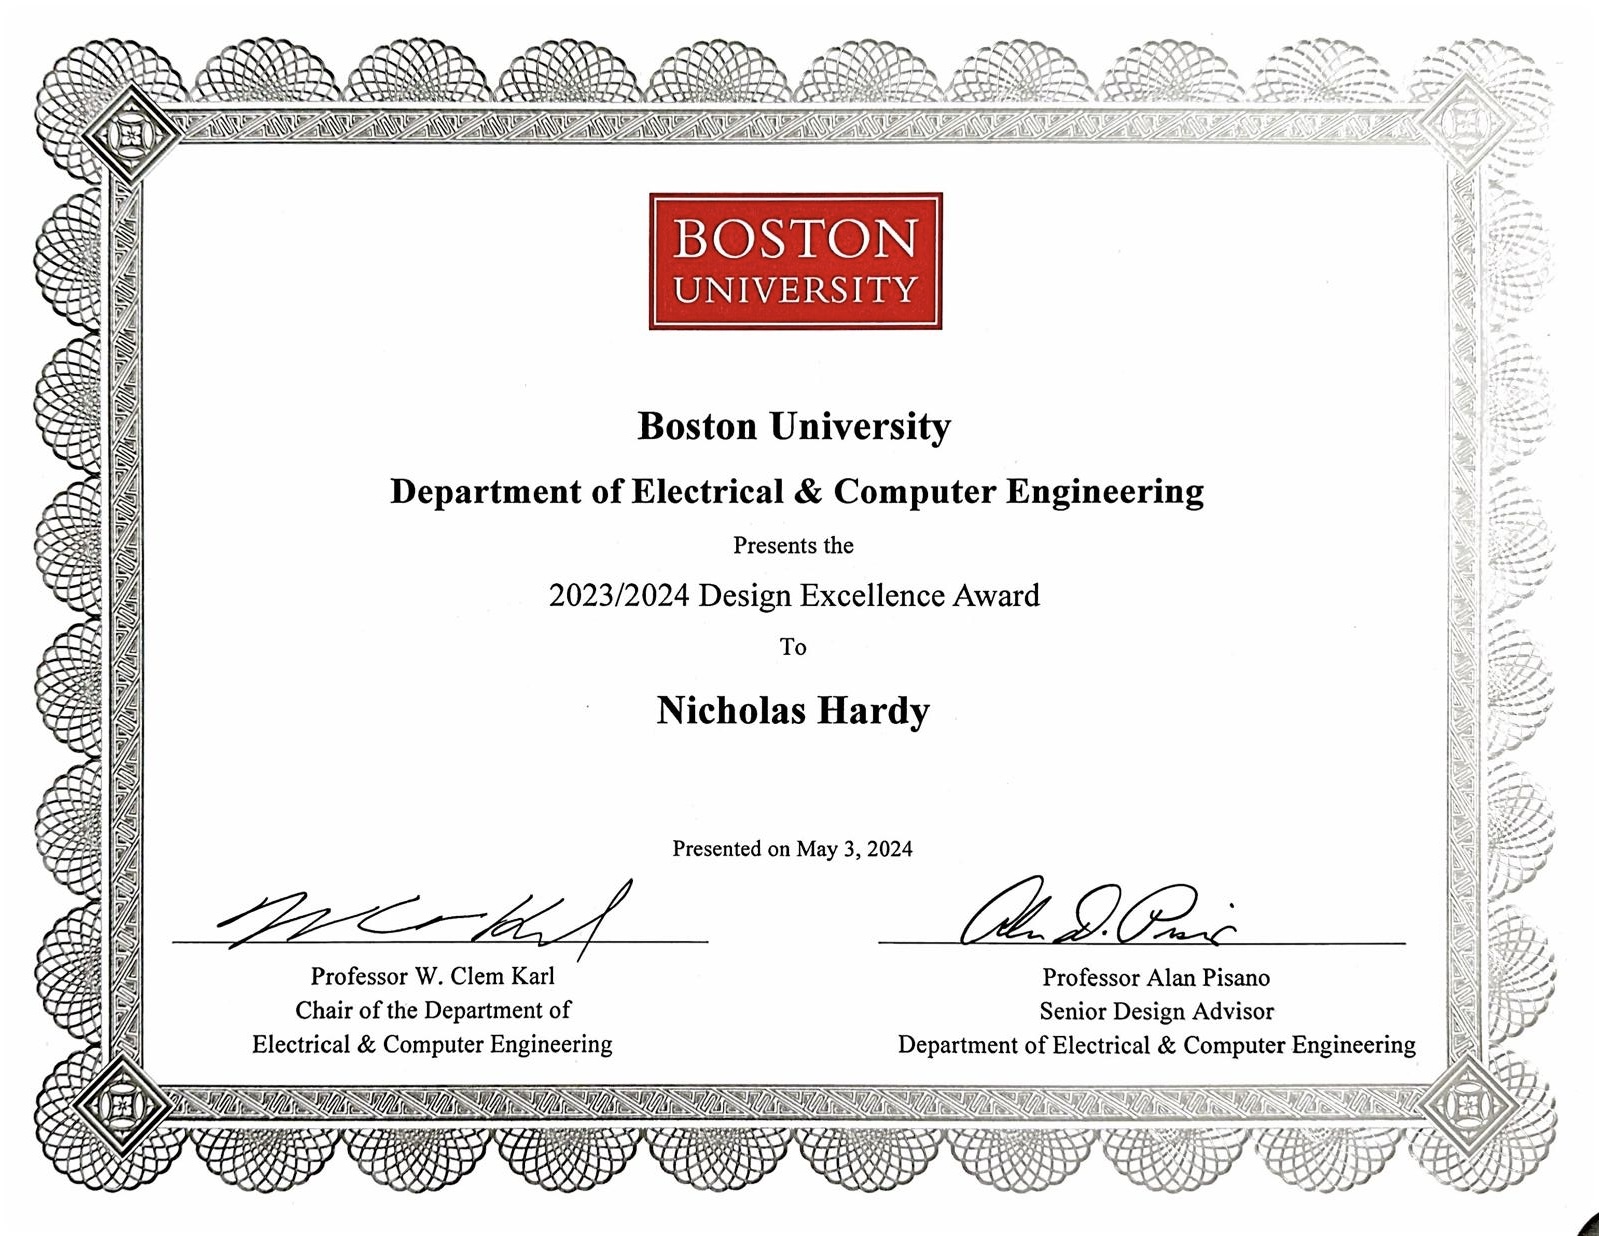 BOSTON
UNIVERSITY
Boston University
Department of Electrical & Computer Engineering
Presents the
2023/2024 Design Excellence Award
To
Nicholas Hardy
Presented on May 3, 2024
Professor W. Clem Karl
Chair of the Department of
Electrical & Computer Engineering
Professor Alan Pisano
Senior Design Advisor
Department of Electrical & Computer Engineering